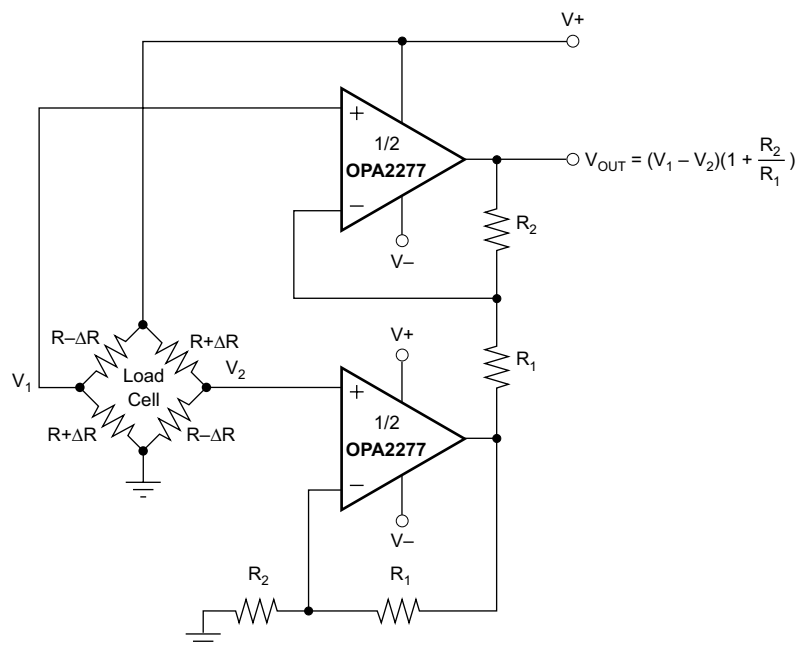 V+
+
1/2
OPA2277
–
V–
V_OUT = (V_1 – V_2)(1 + R_2/R_1)
R_2
R–ΔR
R+ΔR
V_1
Load
Cell
V_2
R+ΔR
R–ΔR
V+
R_1
+
1/2
OPA2277
–
V–
R_2
R_1